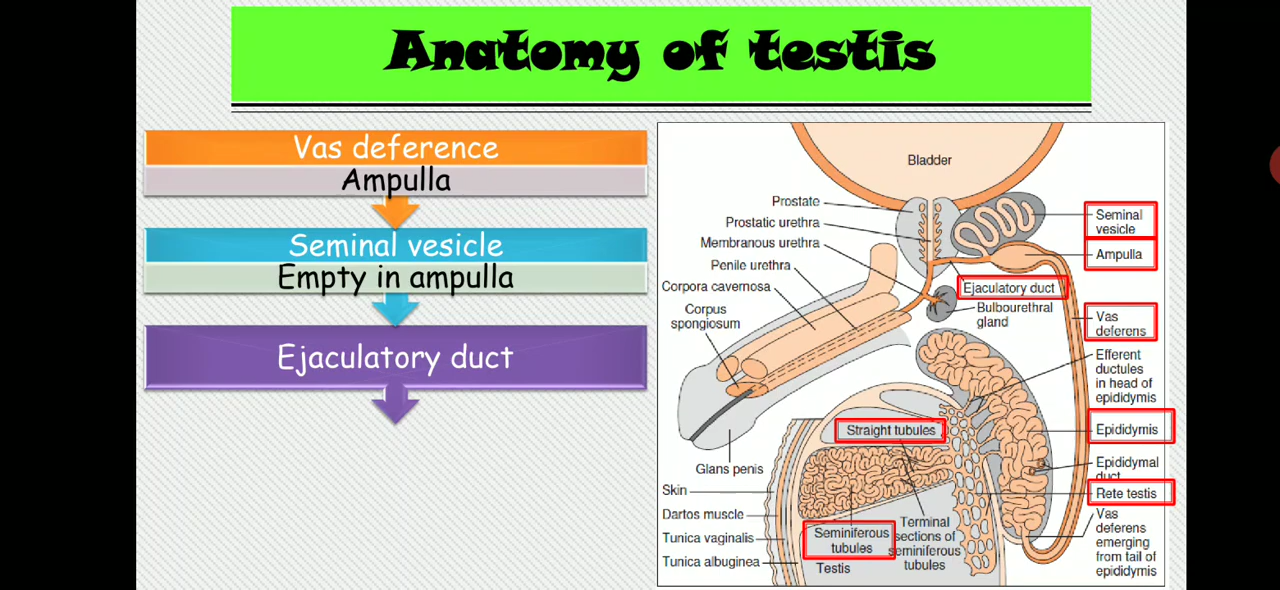 Anatomy of testis
Vas deference
Ampulla
Seminal vesicle
Empty in ampulla
Ejaculatory duct
Bladder
Prostate
Prostatic urethra
Membranous urethra
Penile urethra
Corpora cavernosa
Corpus
spongiosum
Glans penis
Skin
Dartos muscle
Tunica vaginalis
Tunica albuginea
Seminal
vesicle
Ampulla
Ejaculatory duct
Bulbourethral
gland
Vas
deferens
Efferent
ductules
in head of
epididymis
Straight tubules
Epididymis
Epididymal
duct
Rete testis
Seminiferous
tubules
Terminal
sections of
seminiferous
tubules
Testis
Vas
deferens
emerging
from tail of
epididymis